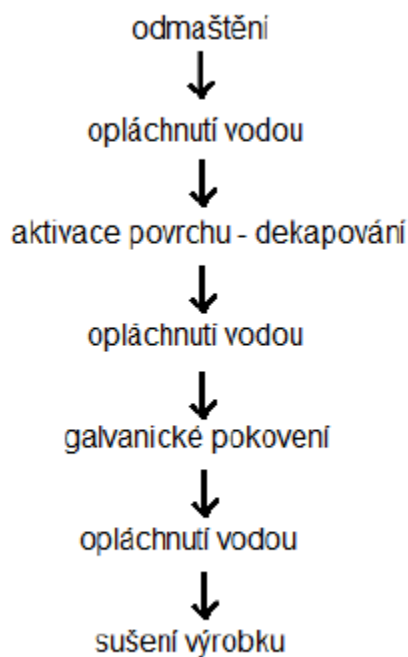 odmaštění
opláchnutí vodou
aktivace povrchu - dekapování
opláchnutí vodou
galvanické pokovení
opláchnutí vodou
sušení výrobku